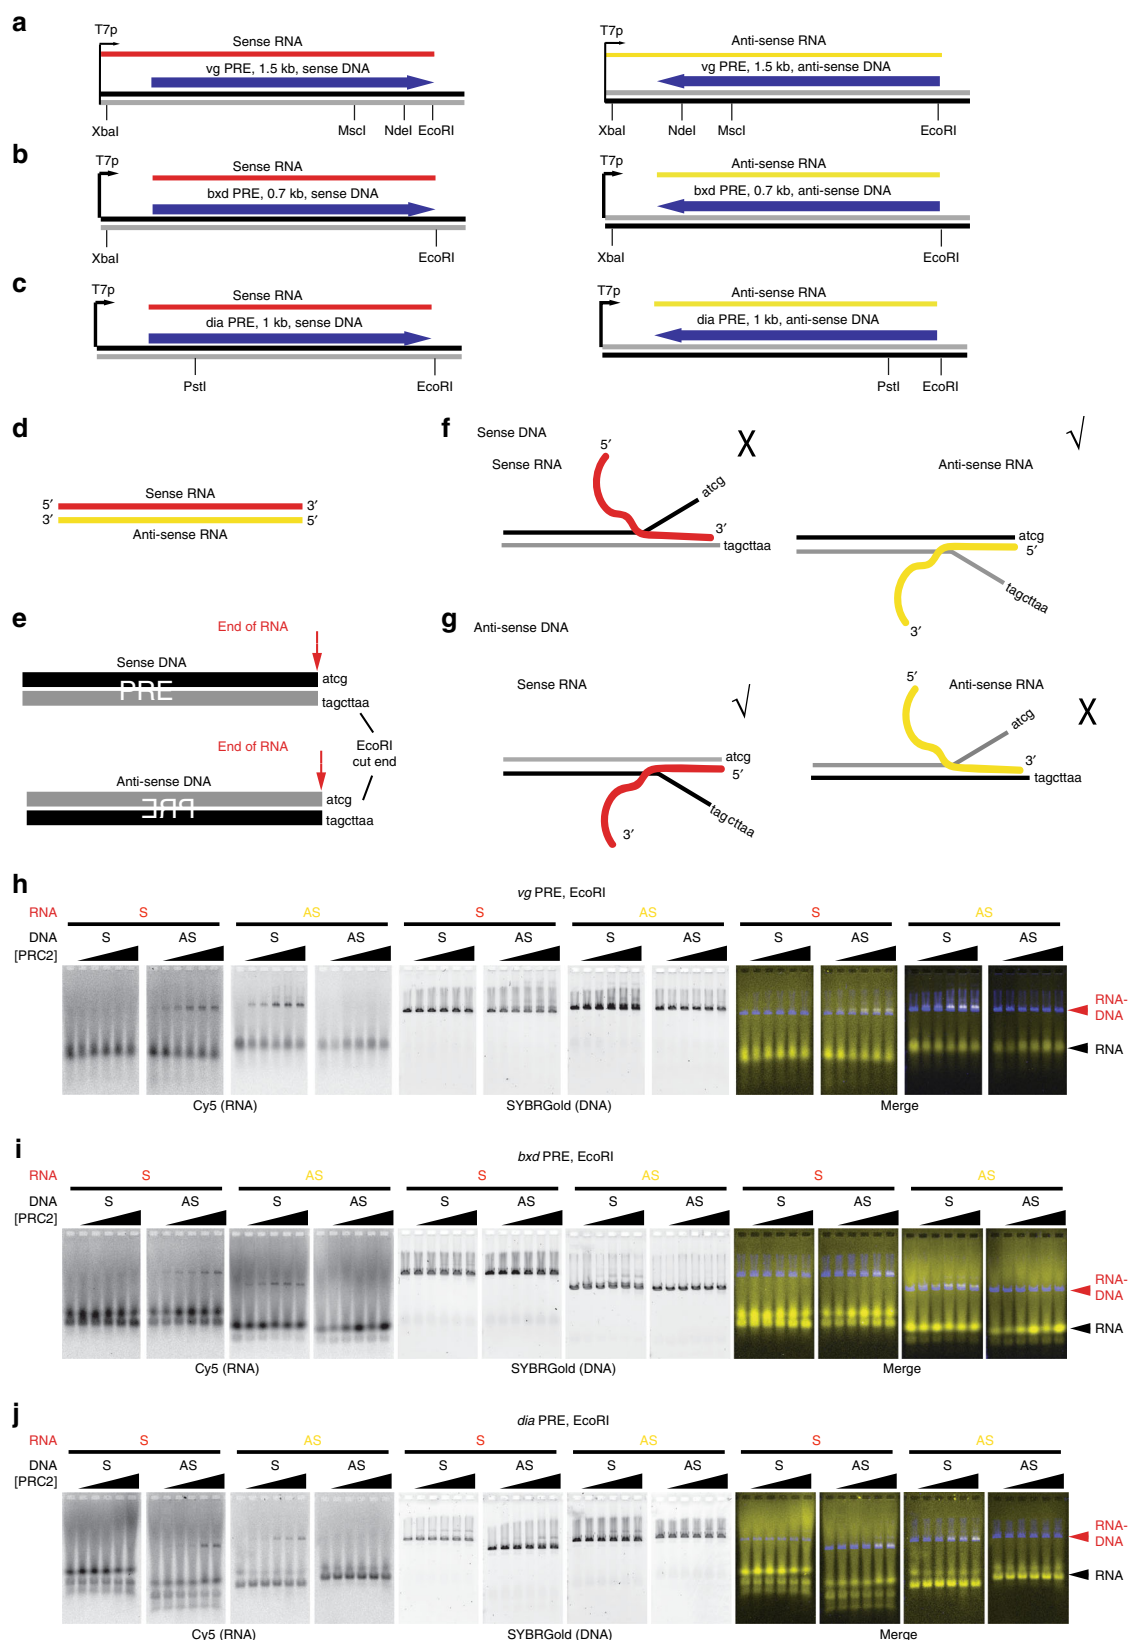 a
T7p
Sense RNA
vg PRE, 1.5 kb, sense DNA
XbaI
MscI
NdeI
EcoRI
T7p
Anti-sense RNA
vg PRE, 1.5 kb, anti-sense DNA
XbaI
NdeI
MscI
EcoRI
b
T7p
Sense RNA
bxd PRE, 0.7 kb, sense DNA
XbaI
EcoRI
T7p
Anti-sense RNA
bxd PRE, 0.7 kb, anti-sense DNA
XbaI
EcoRI
c
T7p
Sense RNA
dia PRE, 1 kb, sense DNA
PstI
EcoRI
T7p
Anti-sense RNA
dia PRE, 1 kb, anti-sense DNA
PstI
EcoRI
d
Sense RNA
5′ 3′
3′ 5′
Anti-sense RNA
e
End of RNA
Sense DNA
PRE
atcg
tagcttaa
End of RNA
EcoRI
cut end
Anti-sense DNA
PRE
atcg
tagcttaa
f
Sense DNA
Sense RNA
5′
X
atcg
3′
tagcttaa
Anti-sense RNA
√
atcg
5′
tagcttaa
3′
g
Anti-sense DNA
Sense RNA
√
atcg
5′
tagcttaa
3′
5′
Anti-sense RNA
X
atcg
3′
tagcttaa
h
vg PRE, EcoRI
RNA S AS S AS S AS
DNA S AS S AS S AS S AS S AS S AS
[PRC2]
RNA-
DNA
RNA
Cy5 (RNA) SYBRGold (DNA) Merge
i
bxd PRE, EcoRI
RNA S AS S AS S AS
DNA S AS S AS S AS S AS S AS S AS
[PRC2]
RNA-
DNA
RNA
Cy5 (RNA) SYBRGold (DNA) Merge
j
dia PRE, EcoRI
RNA S AS S AS S AS
DNA S AS S AS S AS S AS S AS S AS
[PRC2]
RNA-
DNA
RNA
Cy5 (RNA) SYBRGold (DNA) Merge